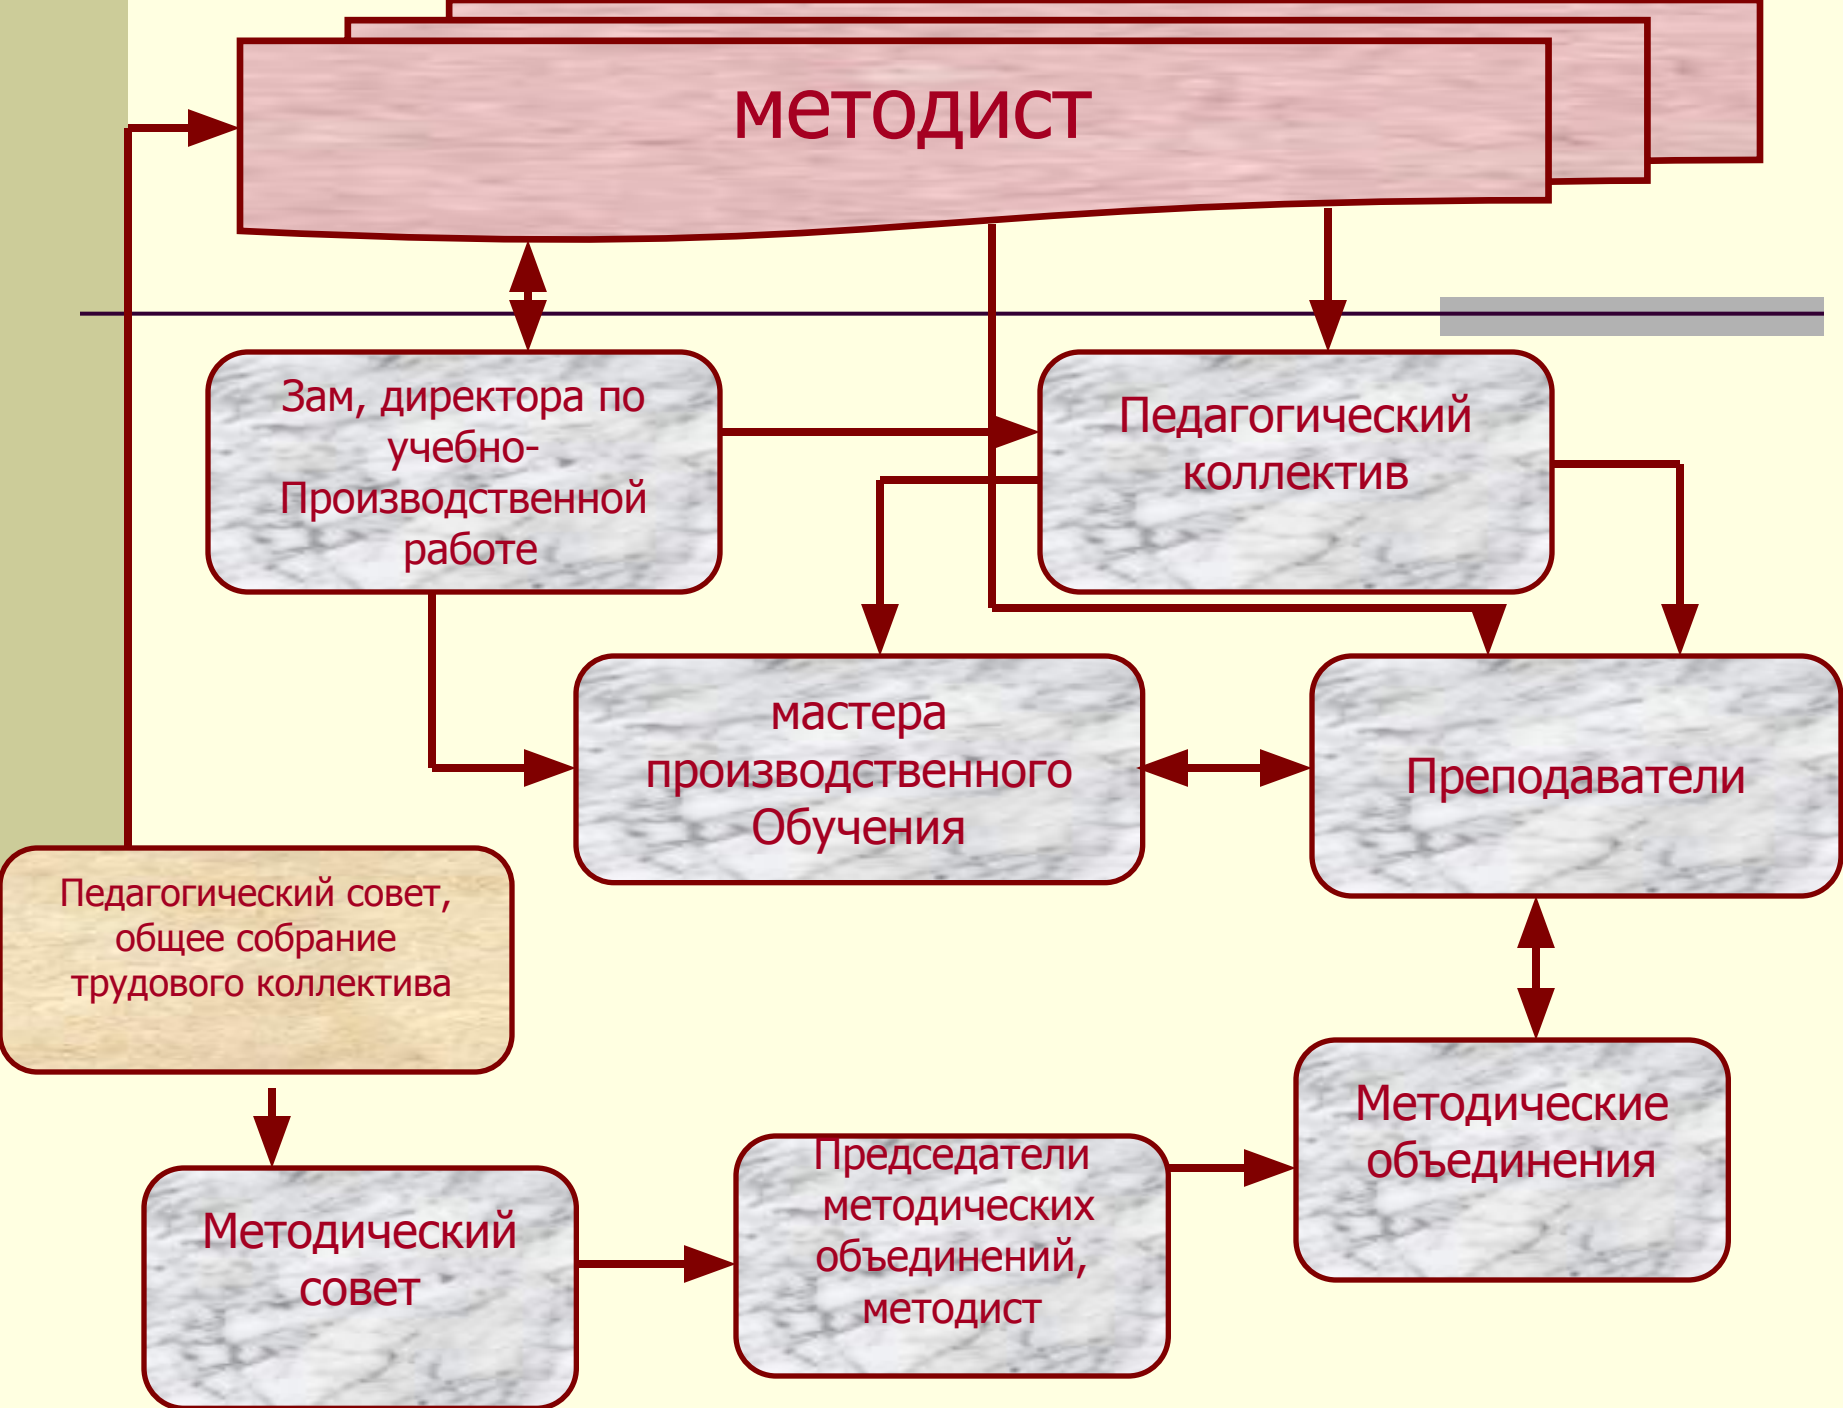 методист
Зам, директора по
учебно-
Производственной
работе
Педагогический
коллектив
мастера
производственного
Обучения
Преподаватели
Педагогический совет,
общее собрание
трудового коллектива
Методический
совет
Председатели
методических
объединений,
методист
Методические
объединения